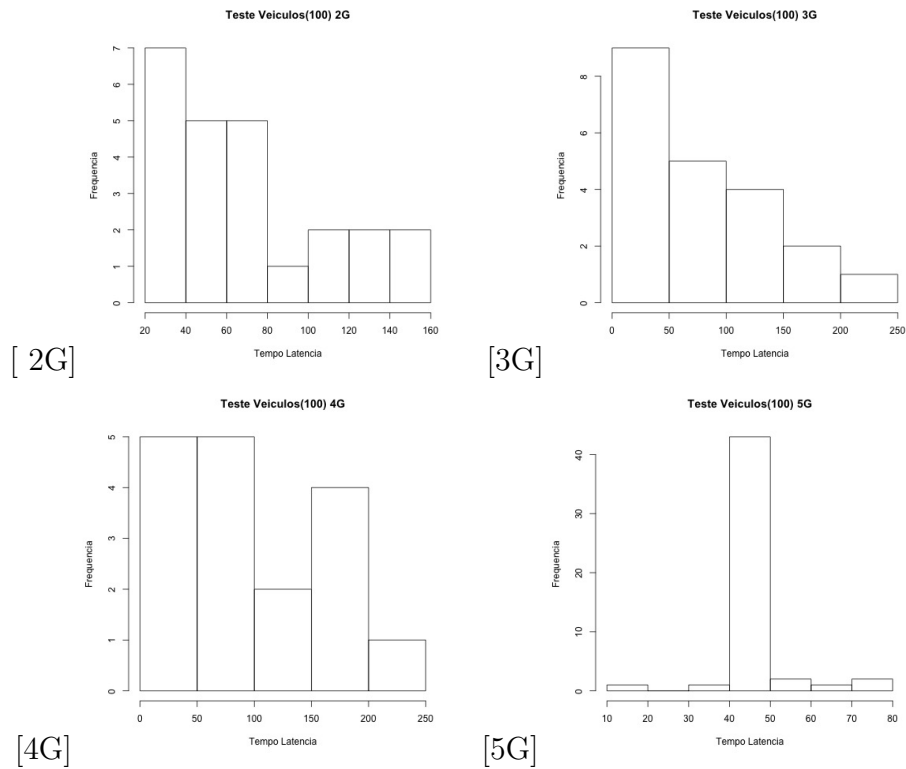 Teste Veiculos(100) 2G
Frequencia
7
6
5
4
3
2
1
0
20 40 60 80 100 120 140 160
Tempo Latencia
[ 2G]
Teste Veiculos(100) 3G
Frequencia
8
6
4
2
0
0 50 100 150 200 250
Tempo Latencia
[3G]
Teste Veiculos(100) 4G
Frequencia
5
4
3
2
1
0
0 50 100 150 200 250
Tempo Latencia
[4G]
Teste Veiculos(100) 5G
Frequencia
40
30
20
10
0
10 20 30 40 50 60 70 80
Tempo Latencia
[5G]